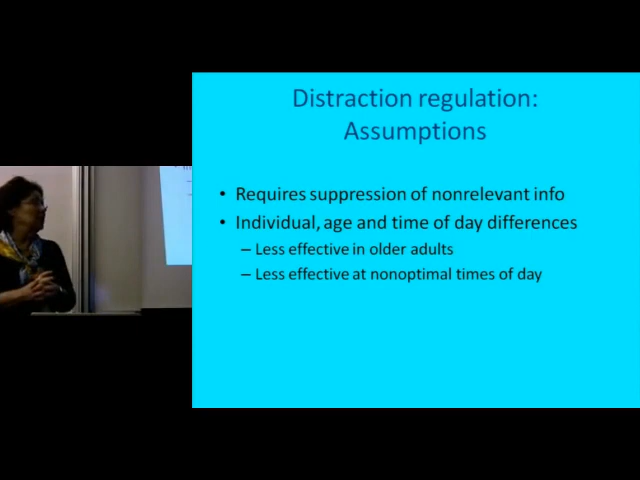 Distraction regulation:
Assumptions
• Requires suppression of nonrelevant info
• Individual, age and time of day differences
– Less effective in older adults
– Less effective at nonoptimal times of day